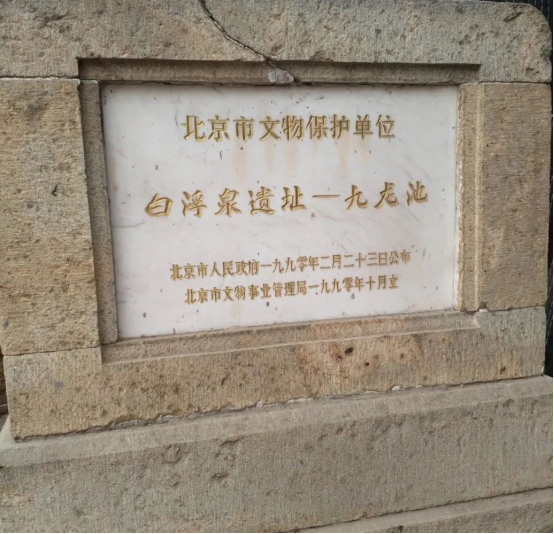 北京市文物保护单位
白浮泉遗址—九龙池
北京市人民政府一九九零年二月二十三日公布
北京市文物事业管理局一九九零年十月立